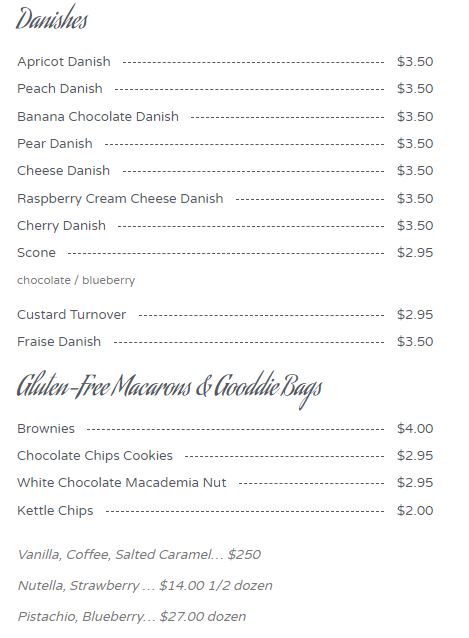 Danishes
Apricot Danish $3.50
Peach Danish $3.50
Banana Chocolate Danish $3.50
Pear Danish $3.50
Cheese Danish $3.50
Raspberry Cream Cheese Danish $3.50
Cherry Danish $3.50
Scone $2.95
chocolate / blueberry
Custard Turnover $2.95
Fraise Danish $3.50
Gluten-Free Macarons & Gooddie Bags
Brownies $4.00
Chocolate Chips Cookies $2.95
White Chocolate Macademia Nut $2.95
Kettle Chips $2.00
Vanilla, Coffee, Salted Caramel... $250
Nutella, Strawberry ... $14.00 1/2 dozen
Pistachio, Blueberry... $27.00 dozen